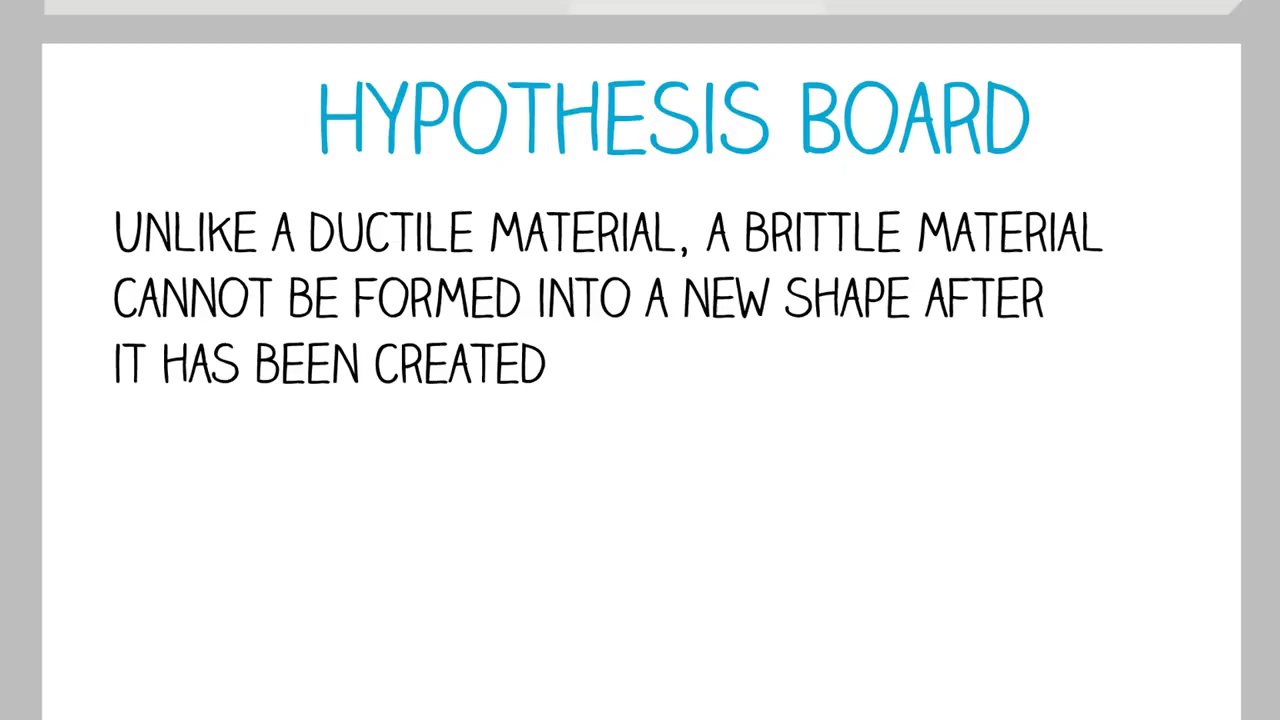 HYPOTHESIS BOARD
UNLIKE A DUCTILE MATERIAL, A BRITTLE MATERIAL
CANNOT BE FORMED INTO A NEW SHAPE AFTER
IT HAS BEEN CREATED